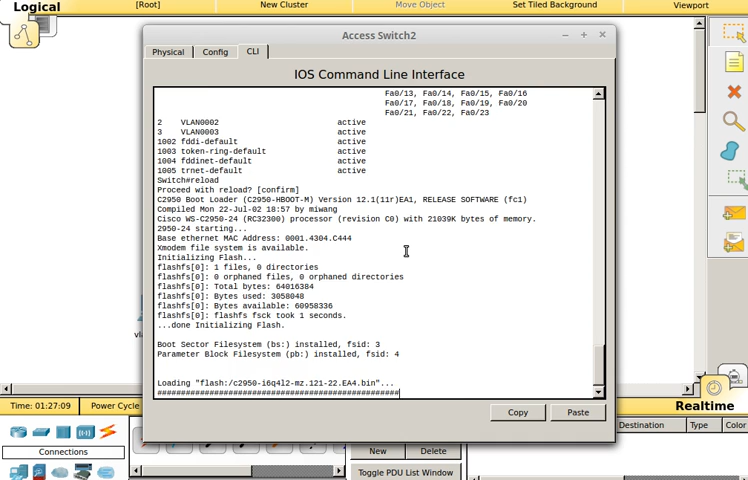 Logical
[Root]
New Cluster
Move Object
Set Tiled Background
Viewport
Access Switch2
Physical
Config
CLI
IOS Command Line Interface
Fa0/13, Fa0/14, Fa0/15, Fa0/16
Fa0/17, Fa0/18, Fa0/19, Fa0/20
Fa0/21, Fa0/22, Fa0/23
2 VLAN0002 active
3 VLAN0003 active
1002 fddi-default active
1003 token-ring-default active
1004 fddinet-default active
1005 trnet-default active
Switch#reload
Proceed with reload? [confirm]
C2950 Boot Loader (C2950-HBOOT-M) Version 12.1(11r)EA1, RELEASE SOFTWARE (fc1)
Compiled Mon 22-Jul-02 18:57 by miwang
Cisco WS-C2950-24 (RC32300) processor (revision C0) with 21039K bytes of memory.
2950-24 starting...
Base ethernet MAC Address: 0001.4304.C444
Xmodem file system is available.
Initializing Flash...
flashfs[0]: 1 files, 0 directories
flashfs[0]: 0 orphaned files, 0 orphaned directories
flashfs[0]: Total bytes: 64016384
flashfs[0]: Bytes used: 3058048
flashfs[0]: Bytes available: 60958336
flashfs[0]: flashfs fsck took 1 seconds.
...done Initializing Flash.
Boot Sector Filesystem (bs:) installed, fsid: 3
Parameter Block Filesystem (pb:) installed, fsid: 4
Loading "flash:/c2950-i6q4l2-mz.121-22.EA4.bin"...
##################################################
Copy
Paste
Time: 01:27:09
Power Cycle
Realtime
Connections
New
Delete
Toggle PDU List Window
Destination
Type
Color